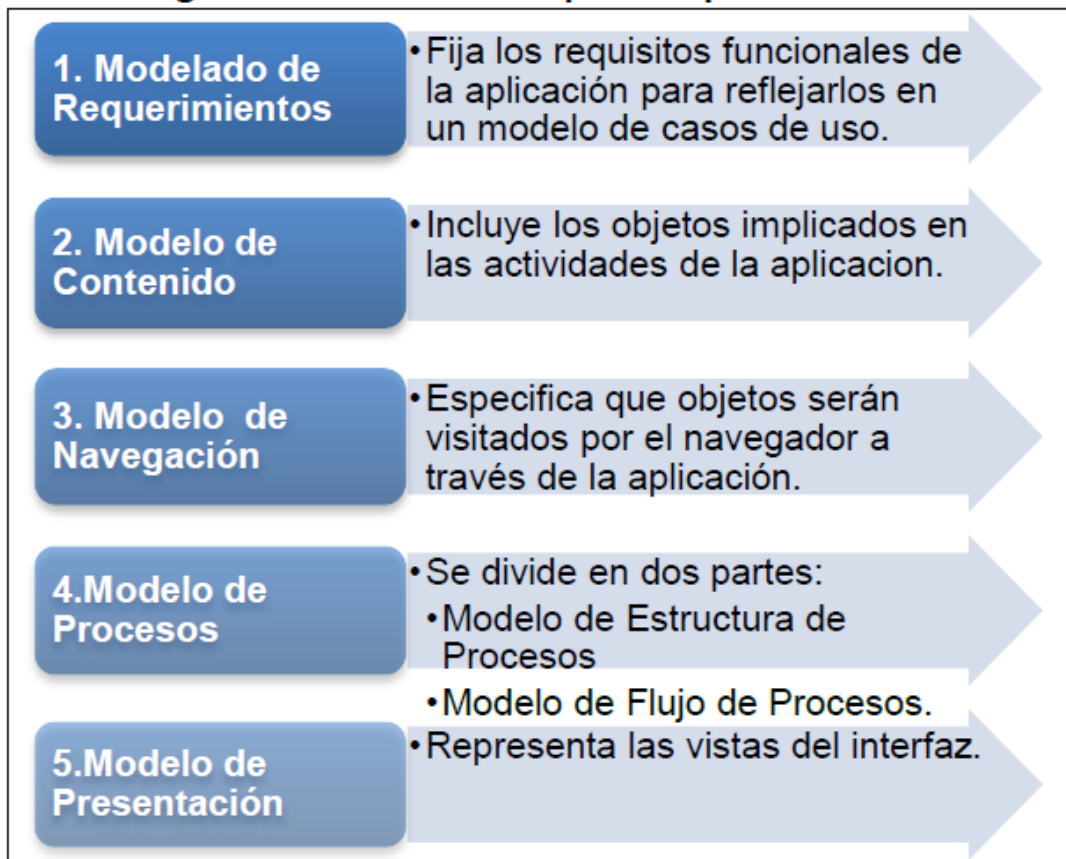 1. Modelado de
Requerimientos
•Fija los requisitos funcionales de
la aplicación para reflejarlos en
un modelo de casos de uso.
2. Modelo de
Contenido
•Incluye los objetos implicados en
las actividades de la aplicacion.
3. Modelo de
Navegación
•Especifica que objetos serán
visitados por el navegador a
través de la aplicación.
4.Modelo de
Procesos
•Se divide en dos partes:
•Modelo de Estructura de
Procesos
•Modelo de Flujo de Procesos.
5.Modelo de
Presentación
•Representa las vistas del interfaz.